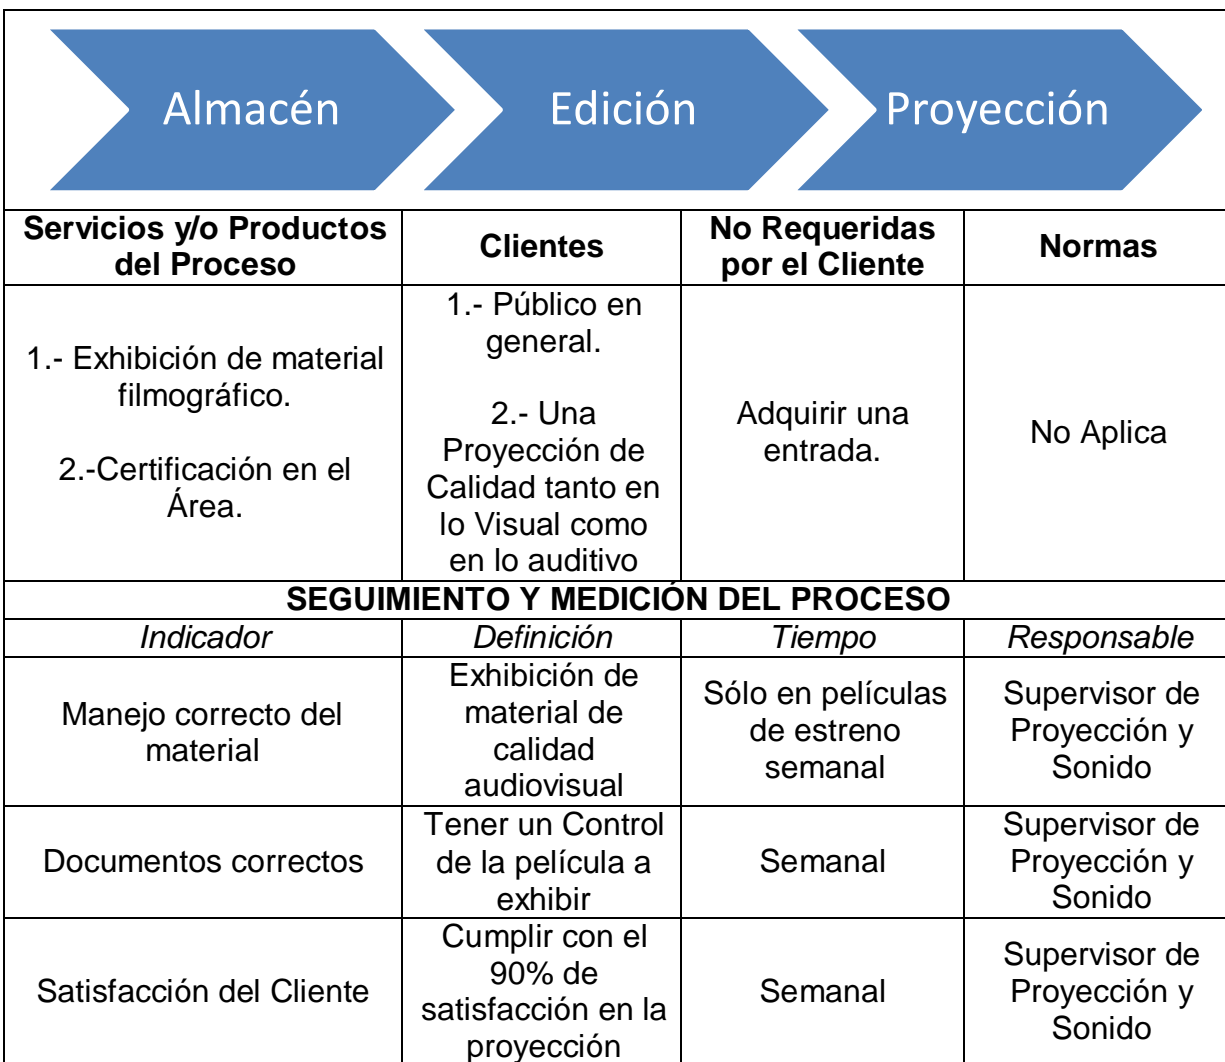 Almacén
Edición
Proyección
Servicios y/o Productos
del Proceso
Clientes
No Requeridas
por el Cliente
Normas
1.- Exhibición de material
filmográfico.
2.-Certificación en el
Área.
1.- Público en
general.
2.- Una
Proyección de
Calidad tanto en
lo Visual como
en lo auditivo
Adquirir una
entrada.
No Aplica
SEGUIMIENTO Y MEDICIÓN DEL PROCESO
Indicador
Definición
Tiempo
Responsable
Manejo correcto del
material
Exhibición de
material de
calidad
audiovisual
Sólo en películas
de estreno
semanal
Supervisor de
Proyección y
Sonido
Documentos correctos
Tener un Control
de la película a
exhibir
Semanal
Supervisor de
Proyección y
Sonido
Satisfacción del Cliente
Cumplir con el
90% de
satisfacción en la
proyección
Semanal
Supervisor de
Proyección y
Sonido